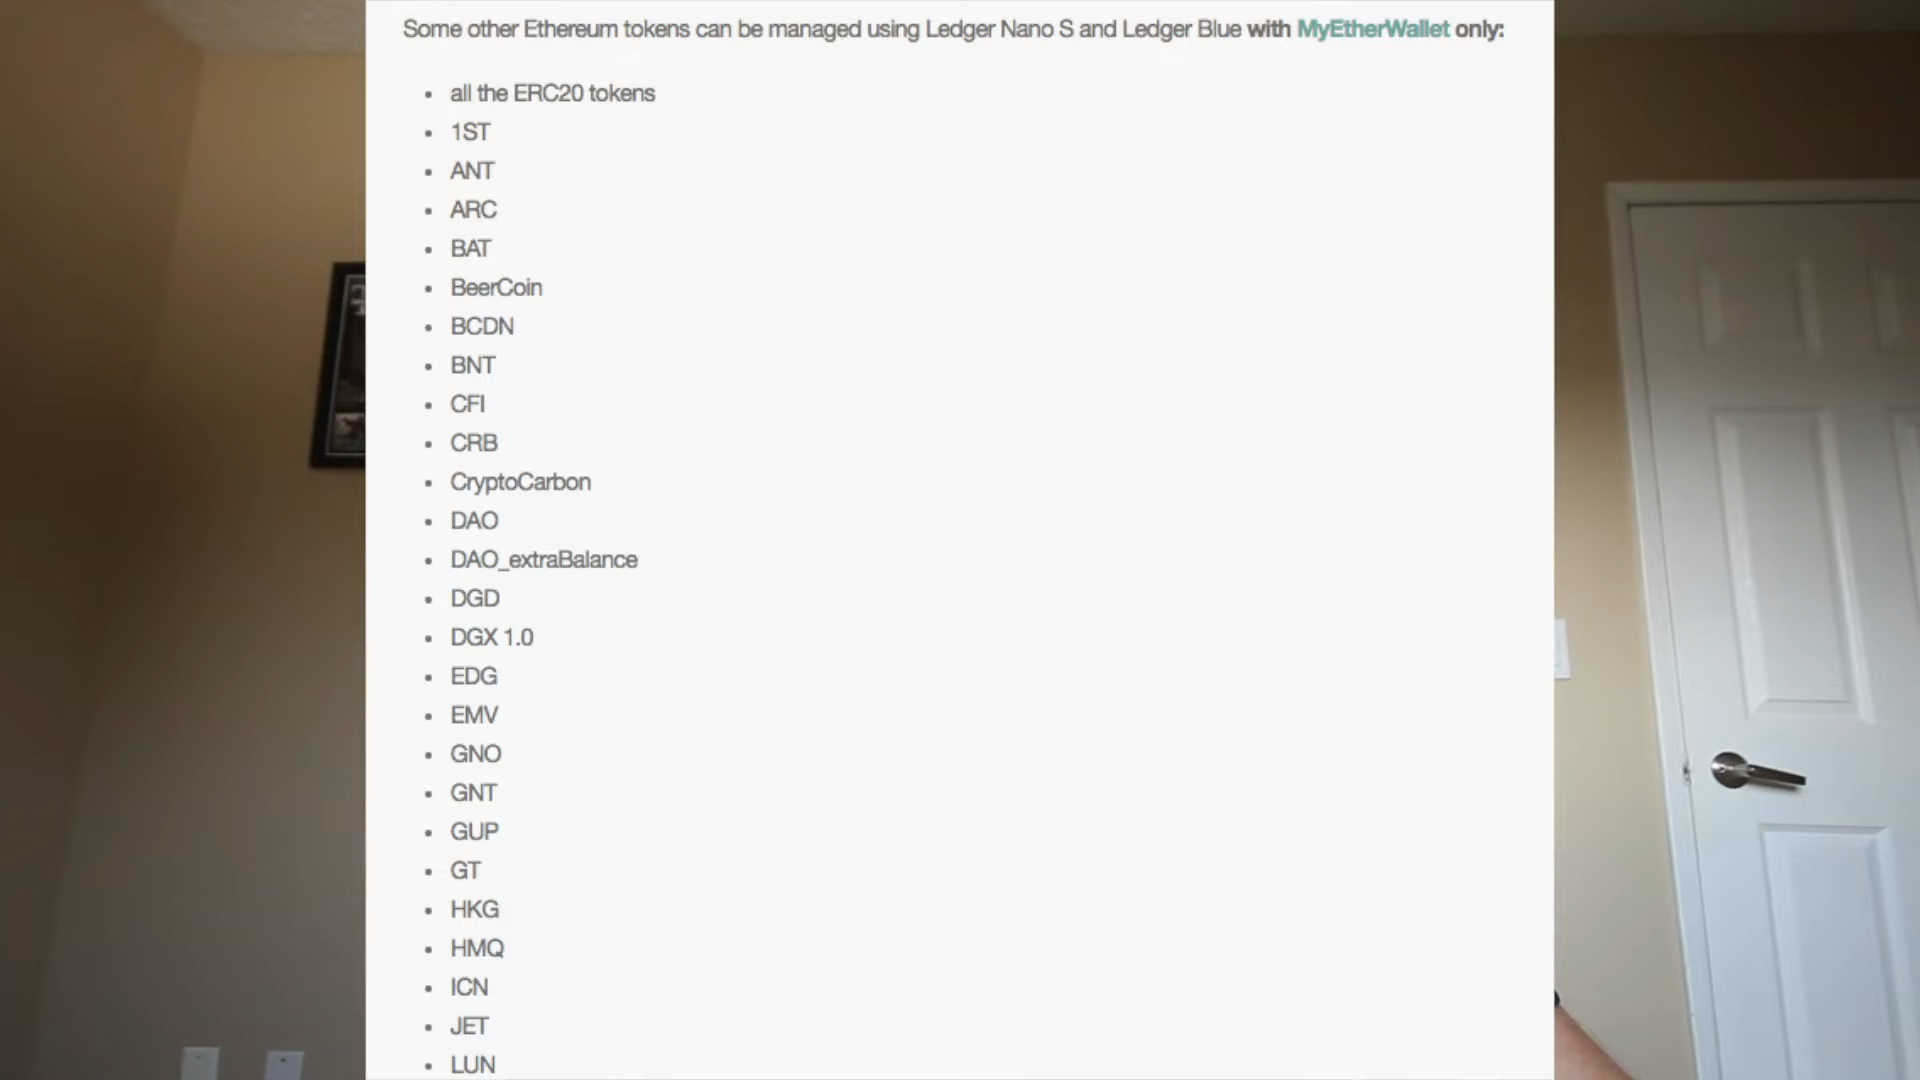 Some other Ethereum tokens can be managed using Ledger Nano S and Ledger Blue with MyEtherWallet only:
all the ERC20 tokens
1ST
ANT
ARC
BAT
BeerCoin
BCDN
BNT
CFI
CRB
CryptoCarbon
DAO
DAO_extraBalance
DGD
DGX 1.0
EDG
EMV
GNO
GNT
GUP
GT
HKG
HMQ
ICN
JET
LUN